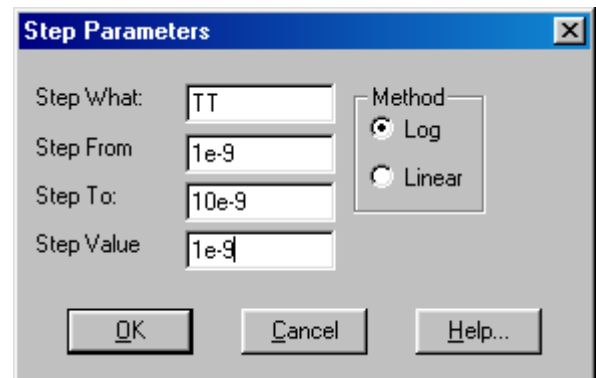 Step Parameters
Step What: TT
Step From 1e-9
Step To: 10e-9
Step Value 1e-9
Method
Log
Linear
OK
Cancel
Help...